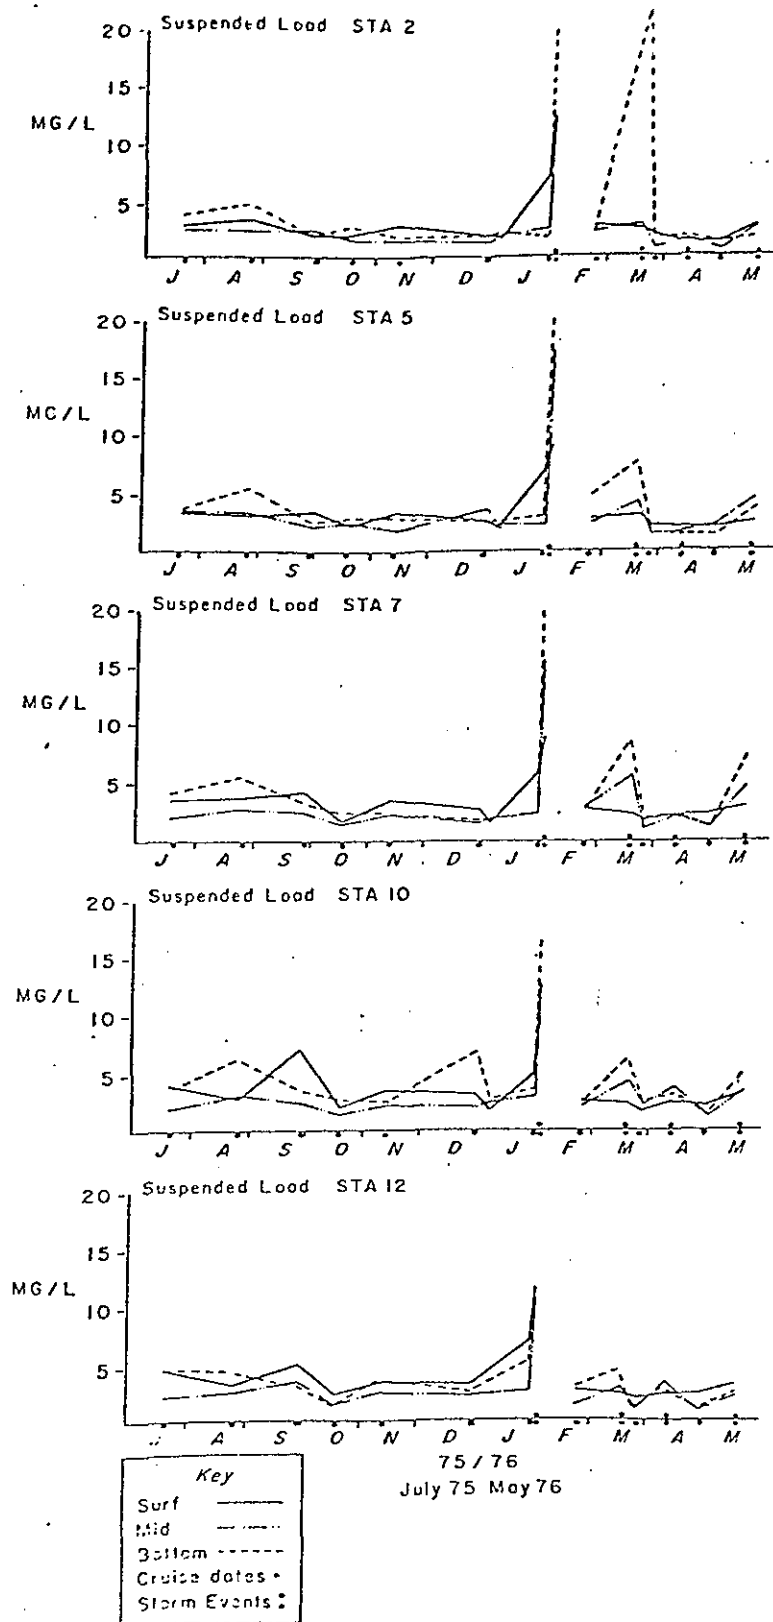 Suspended Load STA 2
20
15
MG/L
10
5
J A S O N D J F M A M
Suspended Load STA 5
20
15
MC/L
10
5
J A S O N D J F M A M
Suspended Load STA 7
20
15
MG/L
10
5
J A S O N D J F M A M
Suspended Load STA 10
20
15
MG/L
10
5
J A S O N D J F M A M
Suspended Load STA 12
20
15
MG/L
10
5
J A S O N D J F M A M
75/76
July 75 May 76
Key
Surf
Mid
Bottom
Cruise dates
Storm Events